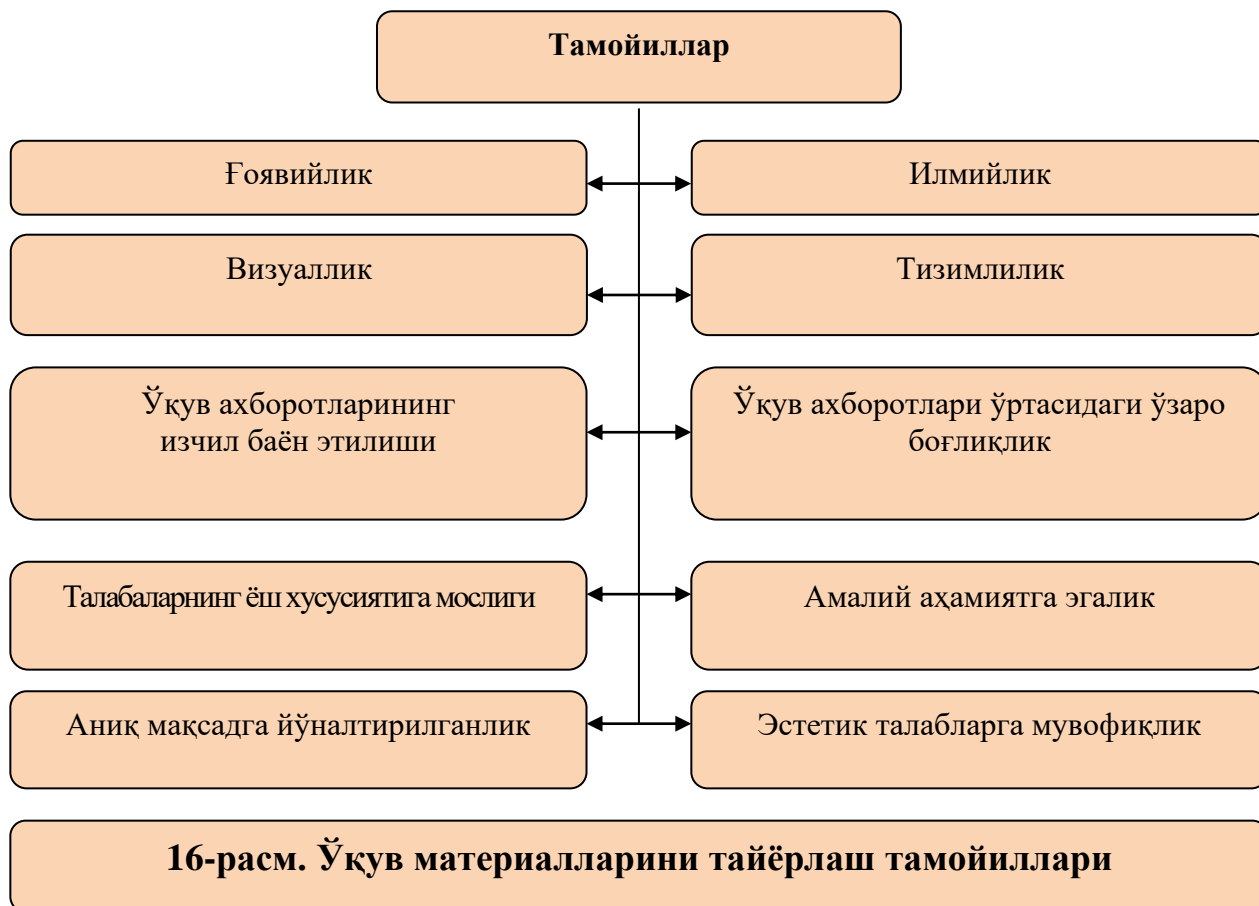 Тамойиллар
Ғоявийлик
Илмийлик
Визуаллик
Тизимлилик
Ўқув ахборотларининг
изчил баён этилиши
Ўқув ахборотлари ўртасидаги ўзаро
боғлиқлик
Талабаларнинг ёш хусусиятига мослиги
Амалий аҳамиятга эгалик
Аниқ мақсадга йўналтирилганлик
Эстетик талабларга мувофиқлик
16-расм. Ўқув материалларини тайёрлаш тамойиллари